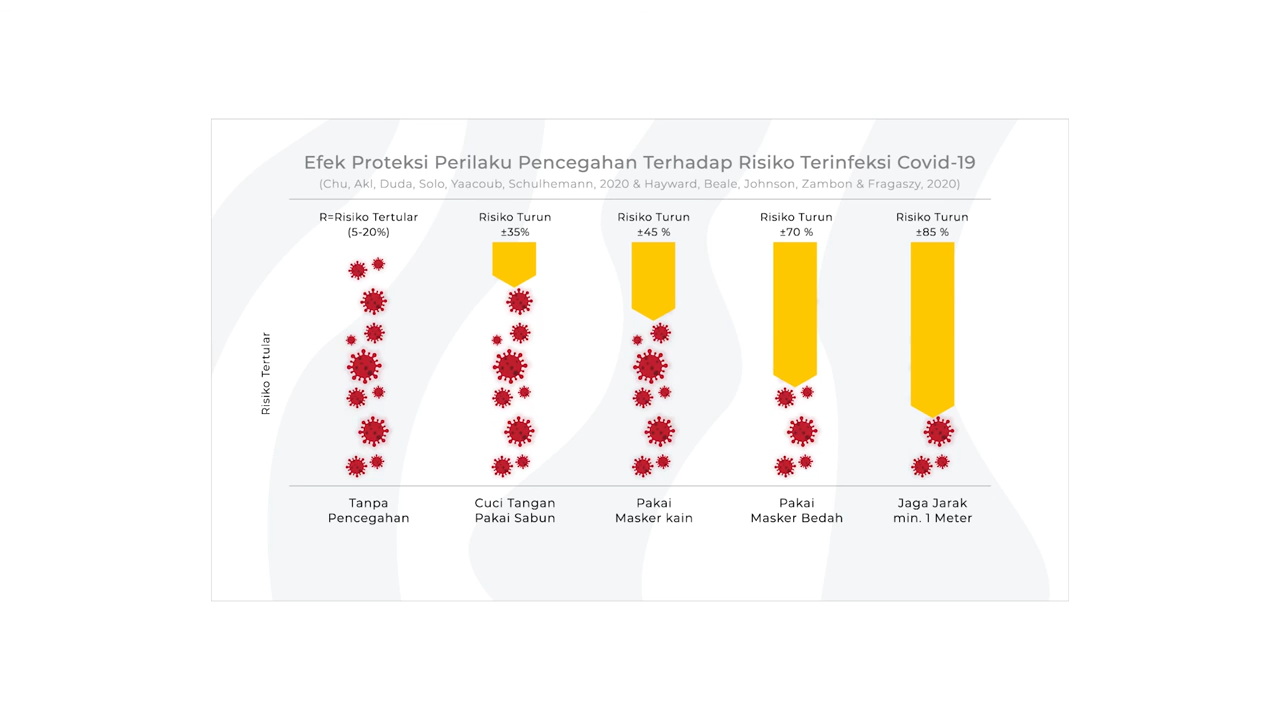 Efek Proteksi Perilaku Pencegahan Terhadap Risiko Terinfeksi Covid-19
(Chu, Akl, Duda, Solo, Yaacoub, Schulhemann, 2020 & Hayward, Beale, Johnson, Zambon & Fragaszy, 2020)
R=Risiko Tertular
(5-20%)
Risiko Turun
±35%
Risiko Turun
±45 %
Risiko Turun
±70 %
Risiko Turun
±85 %
Risiko Tertular
Tanpa
Pencegahan
Cuci Tangan
Pakai Sabun
Pakai
Masker kain
Pakai
Masker Bedah
Jaga Jarak
min. 1 Meter